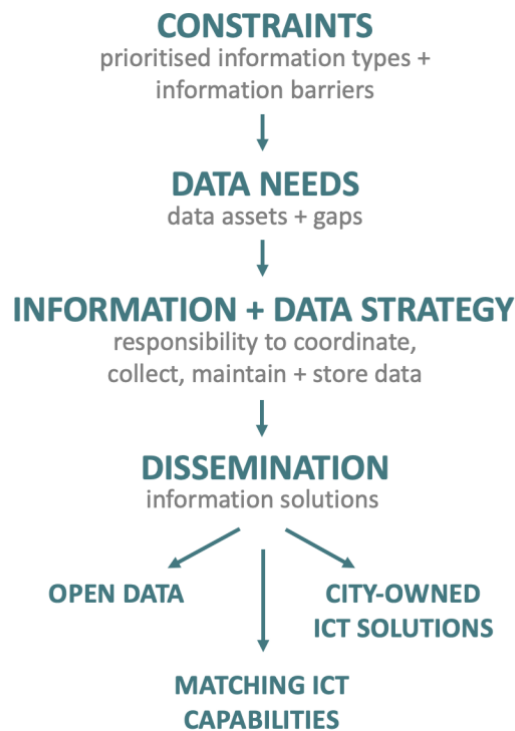 CONSTRAINTS
prioritised information types +
information barriers
DATA NEEDS
data assets + gaps
INFORMATION + DATA STRATEGY
responsibility to coordinate,
collect, maintain + store data
DISSEMINATION
information solutions
OPEN DATA
CITY-OWNED
ICT SOLUTIONS
MATCHING ICT
CAPABILITIES